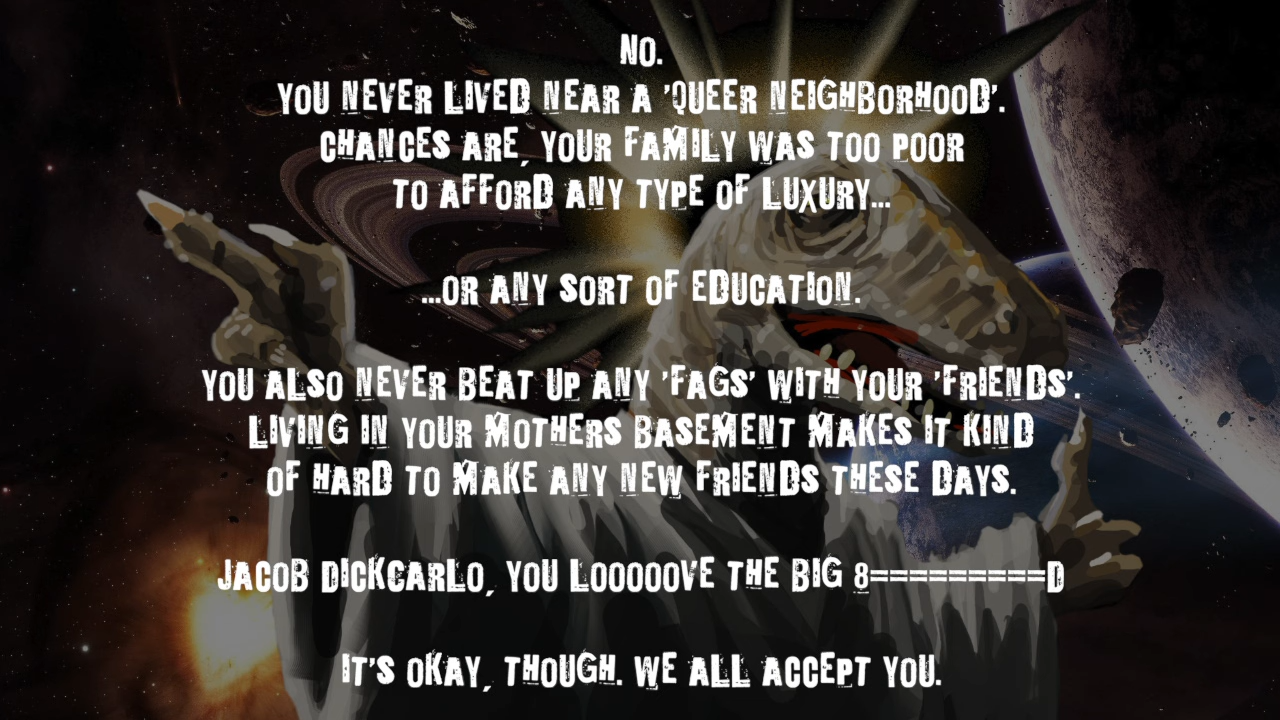 NO.
YOU NEVER LIVED NEAR A 'QUEER NEIGHBORHOOD'.
CHANCES ARE, YOUR FAMILY WAS TOO POOR
TO AFFORD ANY TYPE OF LUXURY...
...OR ANY SORT OF EDUCATION.
YOU ALSO NEVER BEAT UP ANY 'FAGS' WITH YOUR 'FRIENDS'.
LIVING IN YOUR MOTHERS BASEMENT MAKES IT KIND
OF HARD TO MAKE ANY NEW FRIENDS THESE DAYS.
JACOB DICKCARLO, YOU LOOOOOVE THE BIG 8=========D
IT'S OKAY, THOUGH. WE ALL ACCEPT YOU.